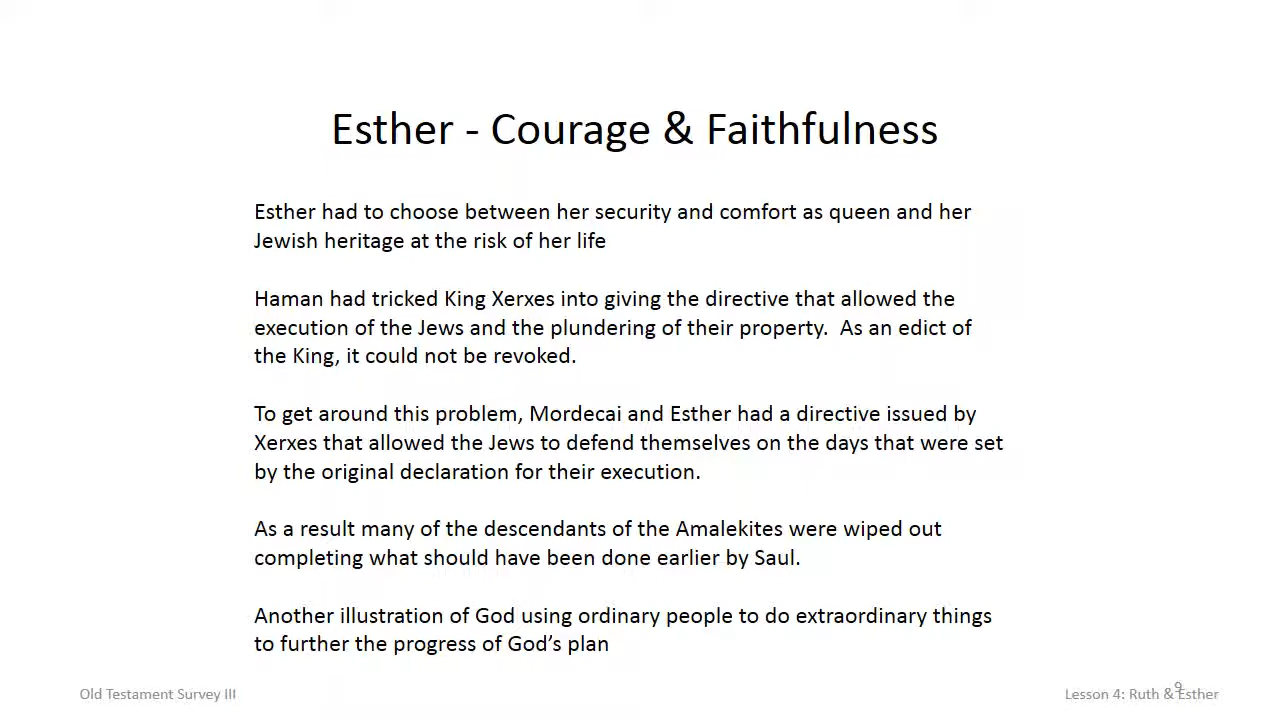 Esther - Courage & Faithfulness
Esther had to choose between her security and comfort as queen and her
Jewish heritage at the risk of her life
Haman had tricked King Xerxes into giving the directive that allowed the
execution of the Jews and the plundering of their property.  As an edict of
the King, it could not be revoked.
To get around this problem, Mordecai and Esther had a directive issued by
Xerxes that allowed the Jews to defend themselves on the days that were set
by the original declaration for their execution.
As a result many of the descendants of the Amalekites were wiped out
completing what should have been done earlier by Saul.
Another illustration of God using ordinary people to do extraordinary things
to further the progress of God’s plan
Old Testament Survey III
Lesson 4: Ruth & Esther
9